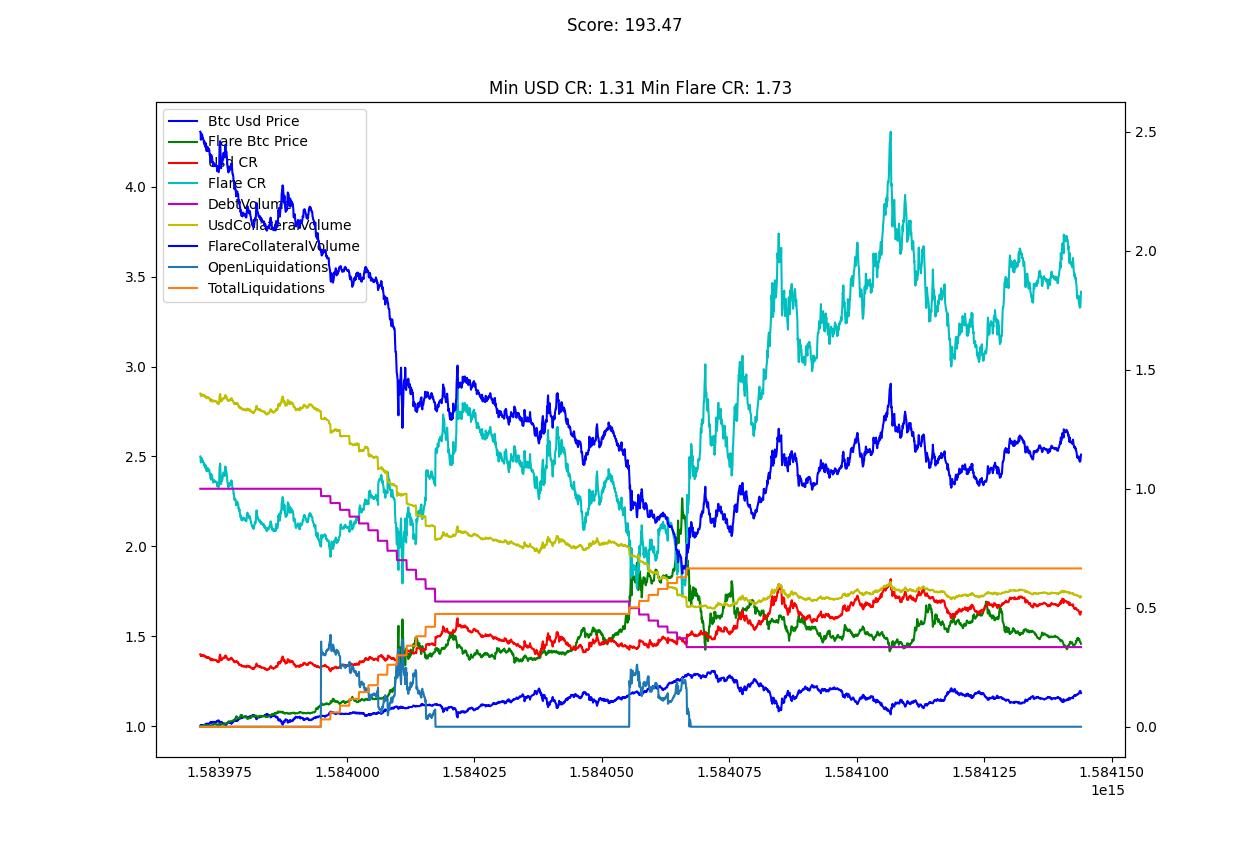 Score: 193.47
Min USD CR: 1.31 Min Flare CR: 1.73
Btc Usd Price
Flare Btc Price
Usd CR
Flare CR
DebtVolume
UsdCollateralVolume
FlareCollateralVolume
OpenLiquidations
TotalLiquidations
4.0
3.5
3.0
2.5
2.0
1.5
1.0
2.5
2.0
1.5
1.0
0.5
0.0
1.583975 1.584000 1.584025 1.584050 1.584075 1.584100 1.584125 1.584150
1e15